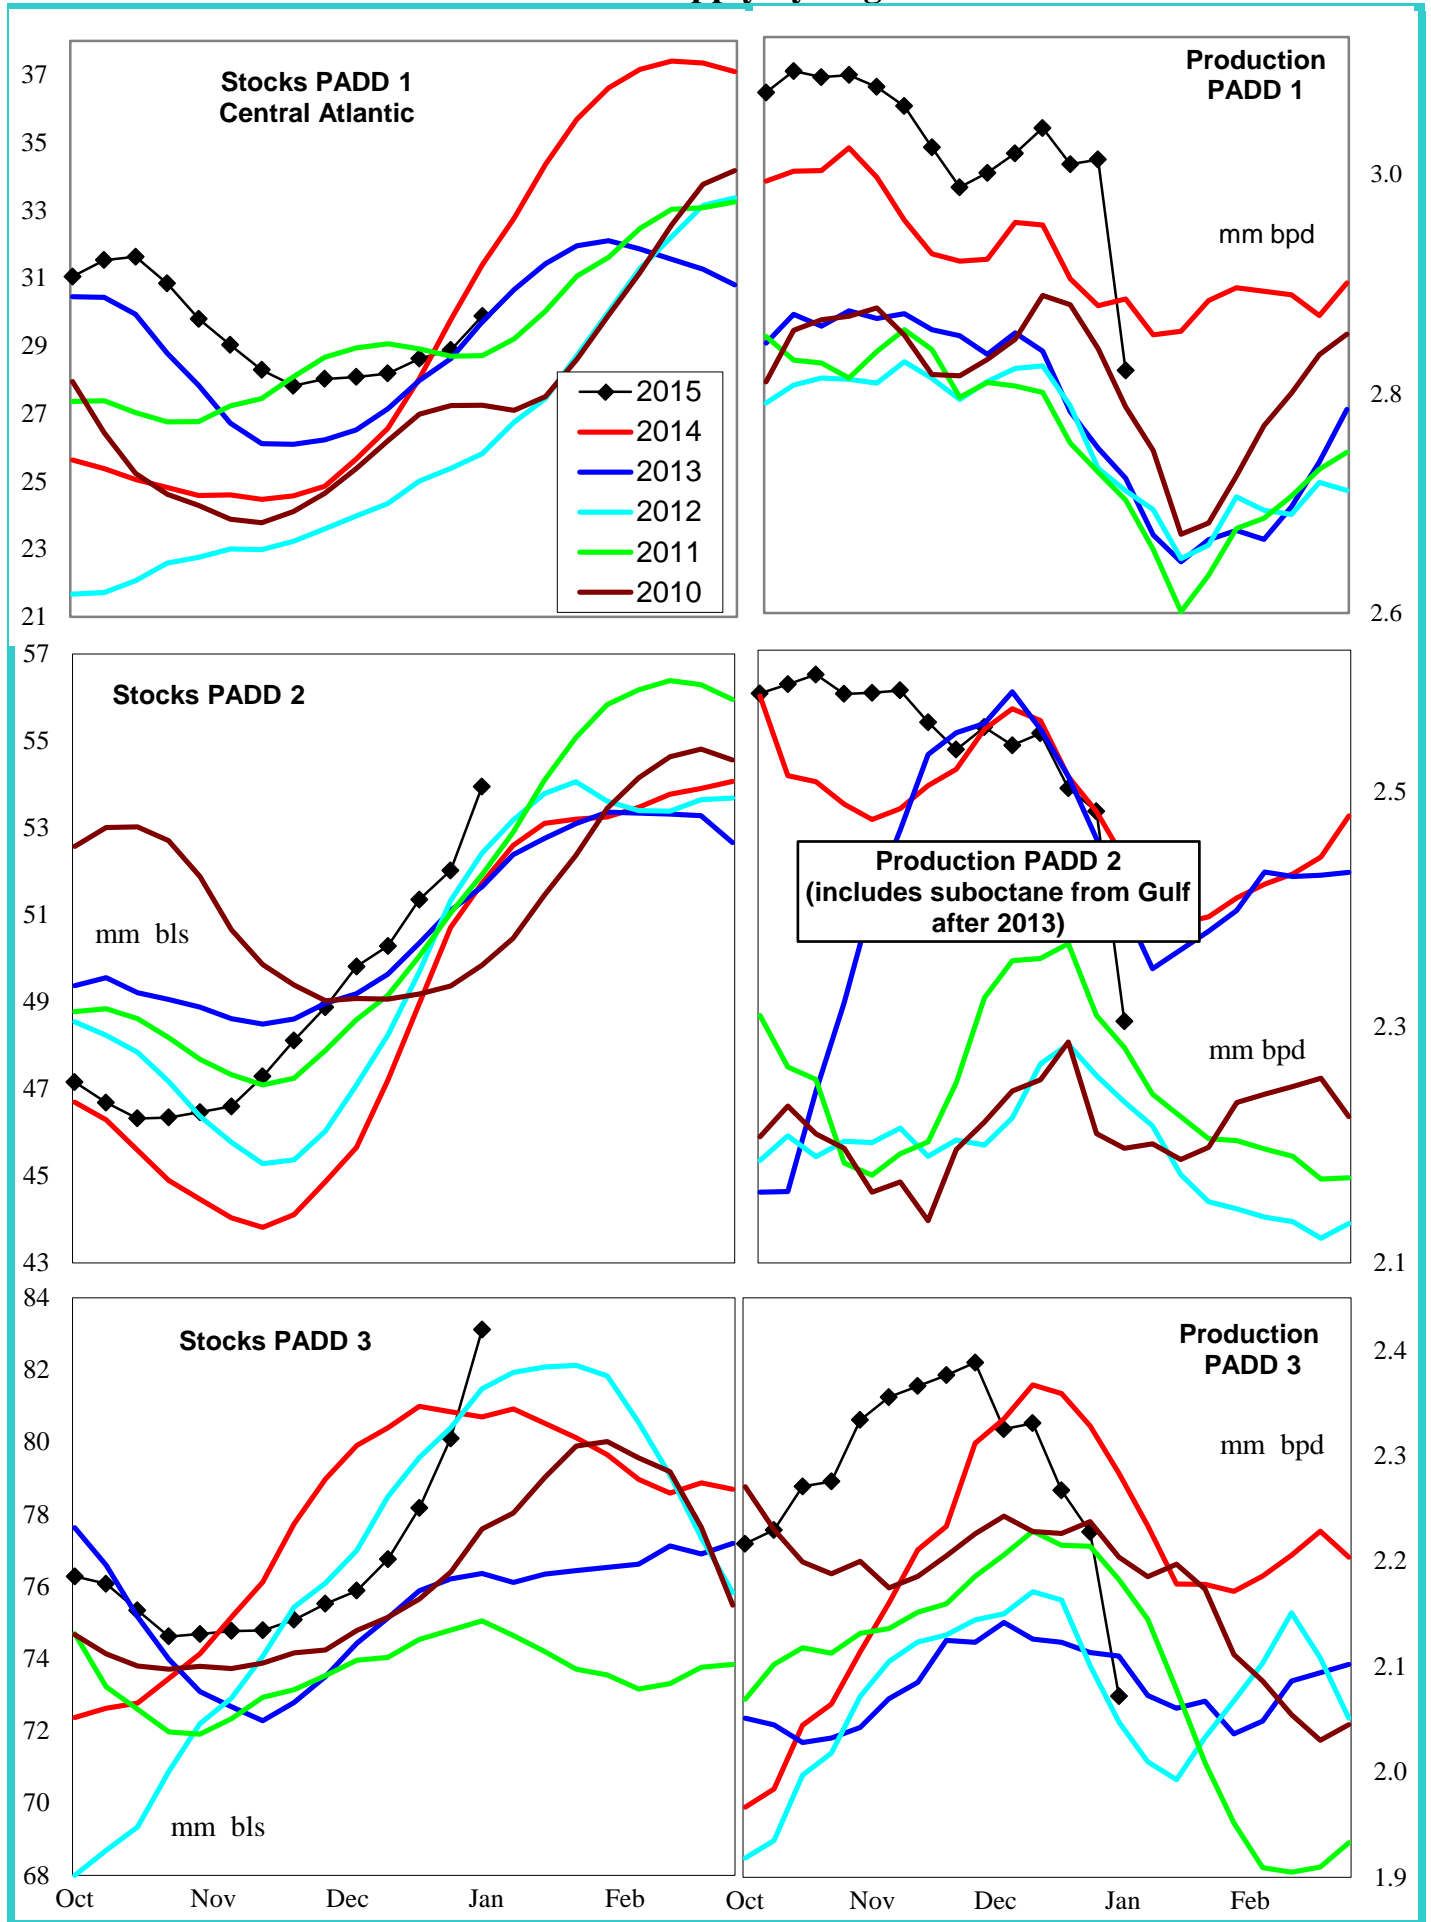 Stocks PADD 1
Central Atlantic
37
35
33
31
29
27
25
23
21
2015
2014
2013
2012
2011
2010
Production
PADD 1
mm bpd
3.0
2.8
2.6
Stocks PADD 2
mm bls
57
55
53
51
49
47
45
43
Production PADD 2
(includes suboctane from Gulf
after 2013)
mm bpd
2.5
2.3
2.1
Stocks PADD 3
mm bls
84
82
80
78
76
74
72
70
68
Oct Nov Dec Jan Feb
Production
PADD 3
mm bpd
2.4
2.3
2.2
2.1
2.0
1.9
Oct Nov Dec Jan Feb